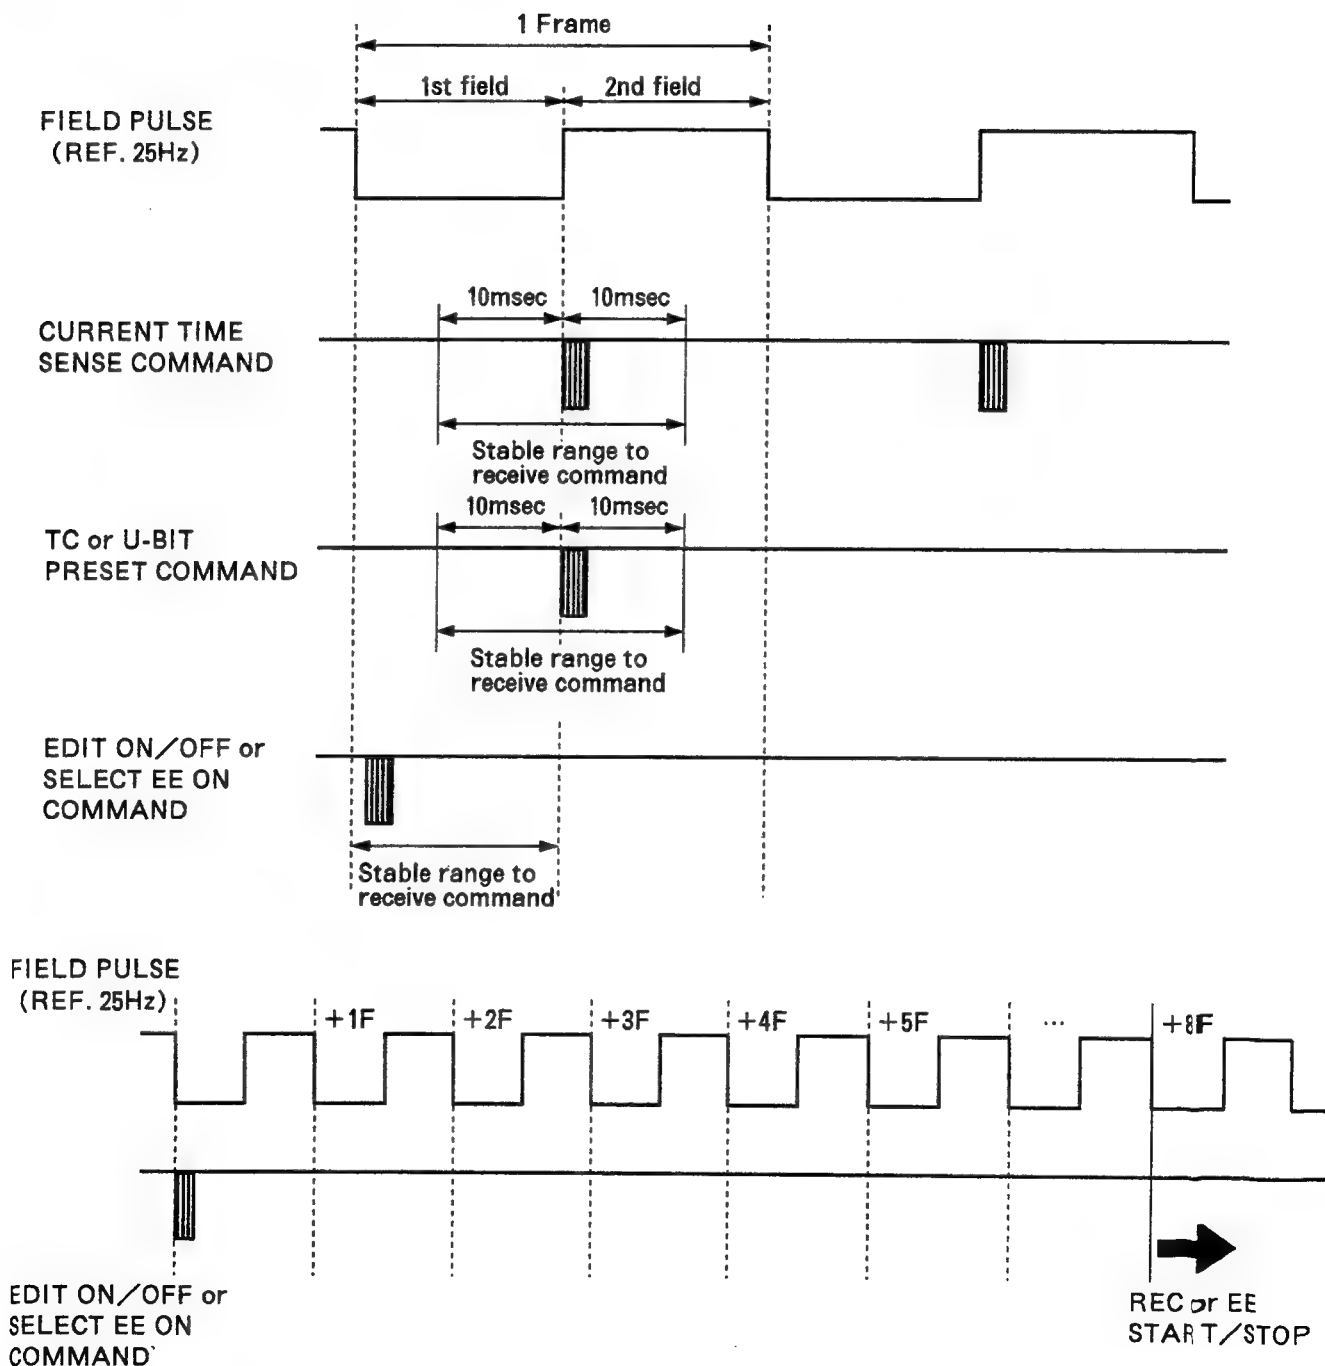 1 Frame
1st field
2nd field
FIELD PULSE
(REF. 25Hz)
10msec
10msec
CURRENT TIME
SENSE COMMAND
Stable range to
receive command
10msec
10msec
TC or U-BIT
PRESET COMMAND
Stable range to
receive command
EDIT ON/OFF or
SELECT EE ON
COMMAND
Stable range to
receive command
FIELD PULSE
(REF. 25Hz)
+1F
+2F
+3F
+4F
+5F
...
+8F
EDIT ON/OFF or
SELECT EE ON
COMMAND
REC or EE
START/STOP